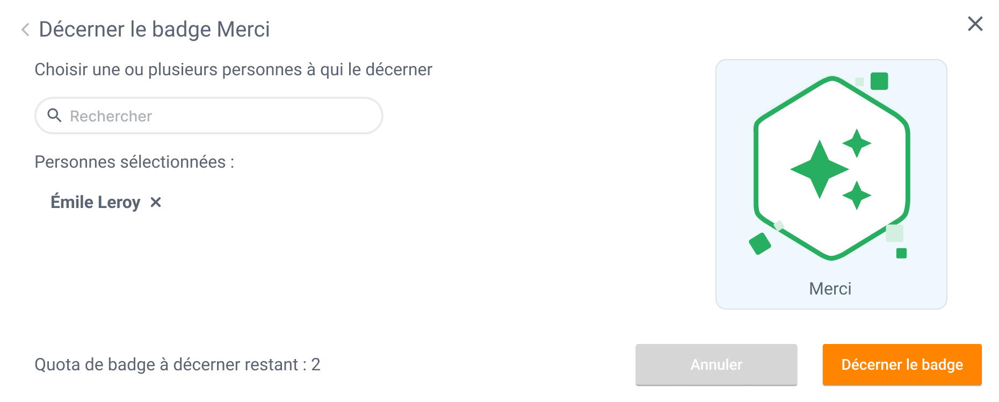 Décerner le badge Merci
Choisir une ou plusieurs personnes à qui le décerner
Rechercher
Personnes sélectionnées :
Émile Leroy
Merci
Quota de badge à décerner restant : 2
Annuler
Décerner le badge